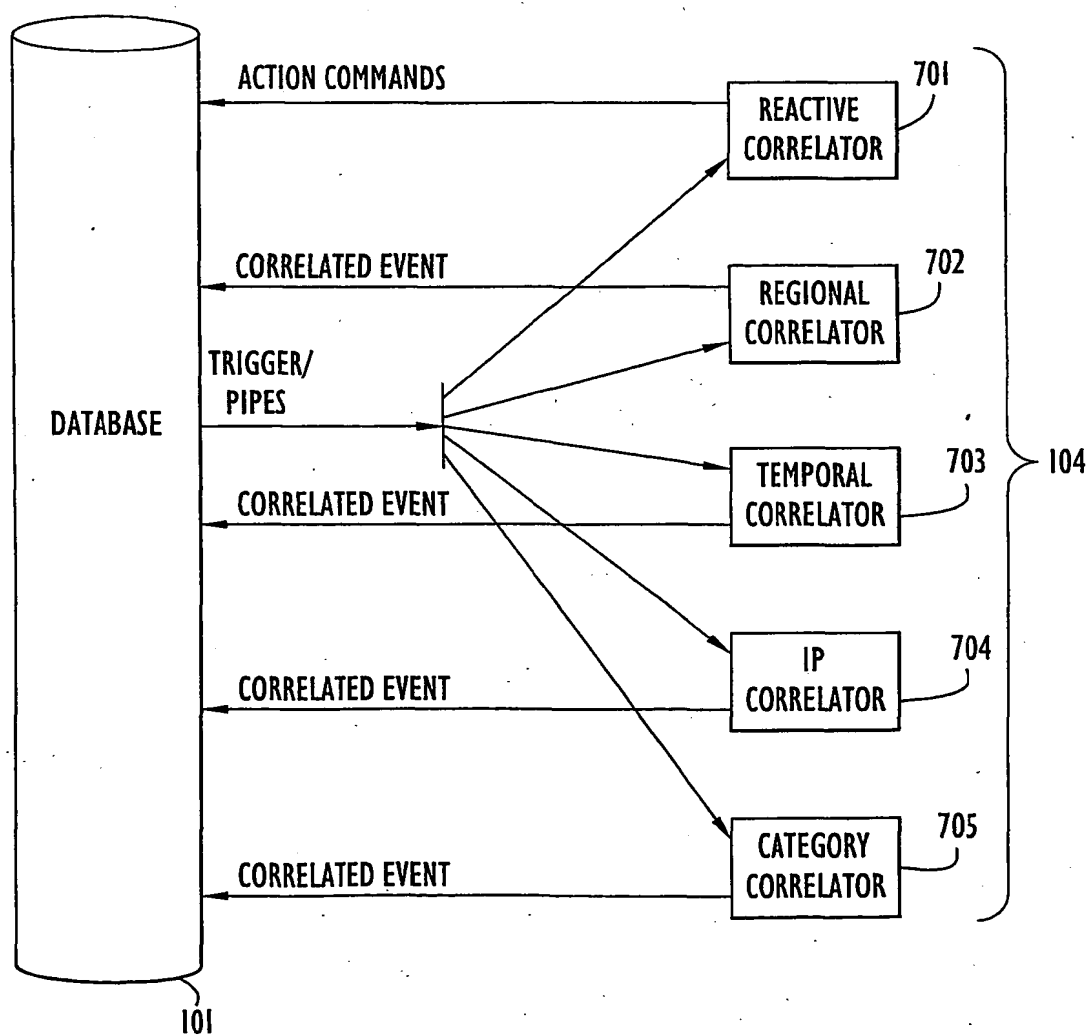 ACTION COMMANDS
701
REACTIVE
CORRELATOR
CORRELATED EVENT
702
REGIONAL
CORRELATOR
TRIGGER/
PIPES
DATABASE
703
TEMPORAL
CORRELATOR
104
CORRELATED EVENT
704
IP
CORRELATOR
CORRELATED EVENT
705
CATEGORY
CORRELATOR
CORRELATED EVENT
101